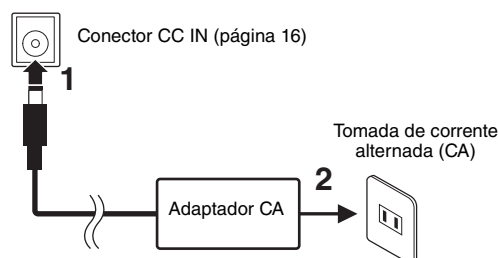 Conector CC IN (página 16)
1
Tomada de corrente
alternada (CA)
2
Adaptador CA